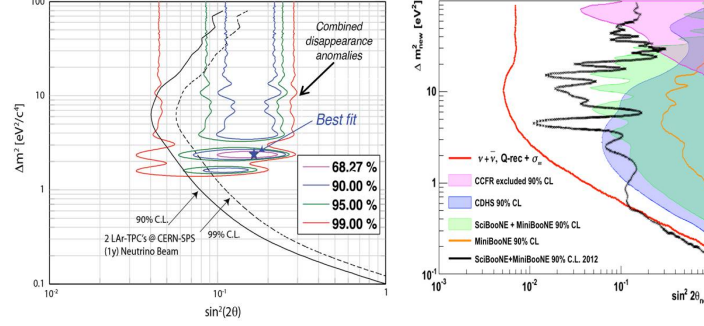 100
10
1
0.1
Δm² [eV²/c⁴]
Combined
disappearance
anomalies
Best fit
68.27 %
90.00 %
95.00 %
99.00 %
90% C.L.
99% C.L.
2 LAr-TPC's @ CERN-SPS
(1y) Neutrino Beam
10⁻²
10⁻¹
1
sin²(2θ)
Δ m²new [eV²]
10
1
10⁻¹
ν + ν̄, Q-rec + σ
CCFR excluded 90% CL
CDHS 90% CL
SciBooNE + MiniBooNE 90% CL
MiniBooNE 90% CL
SciBooNE+MiniBooNE 90% C.L. 2012
10⁻³
10⁻²
10⁻¹
sin² 2θ